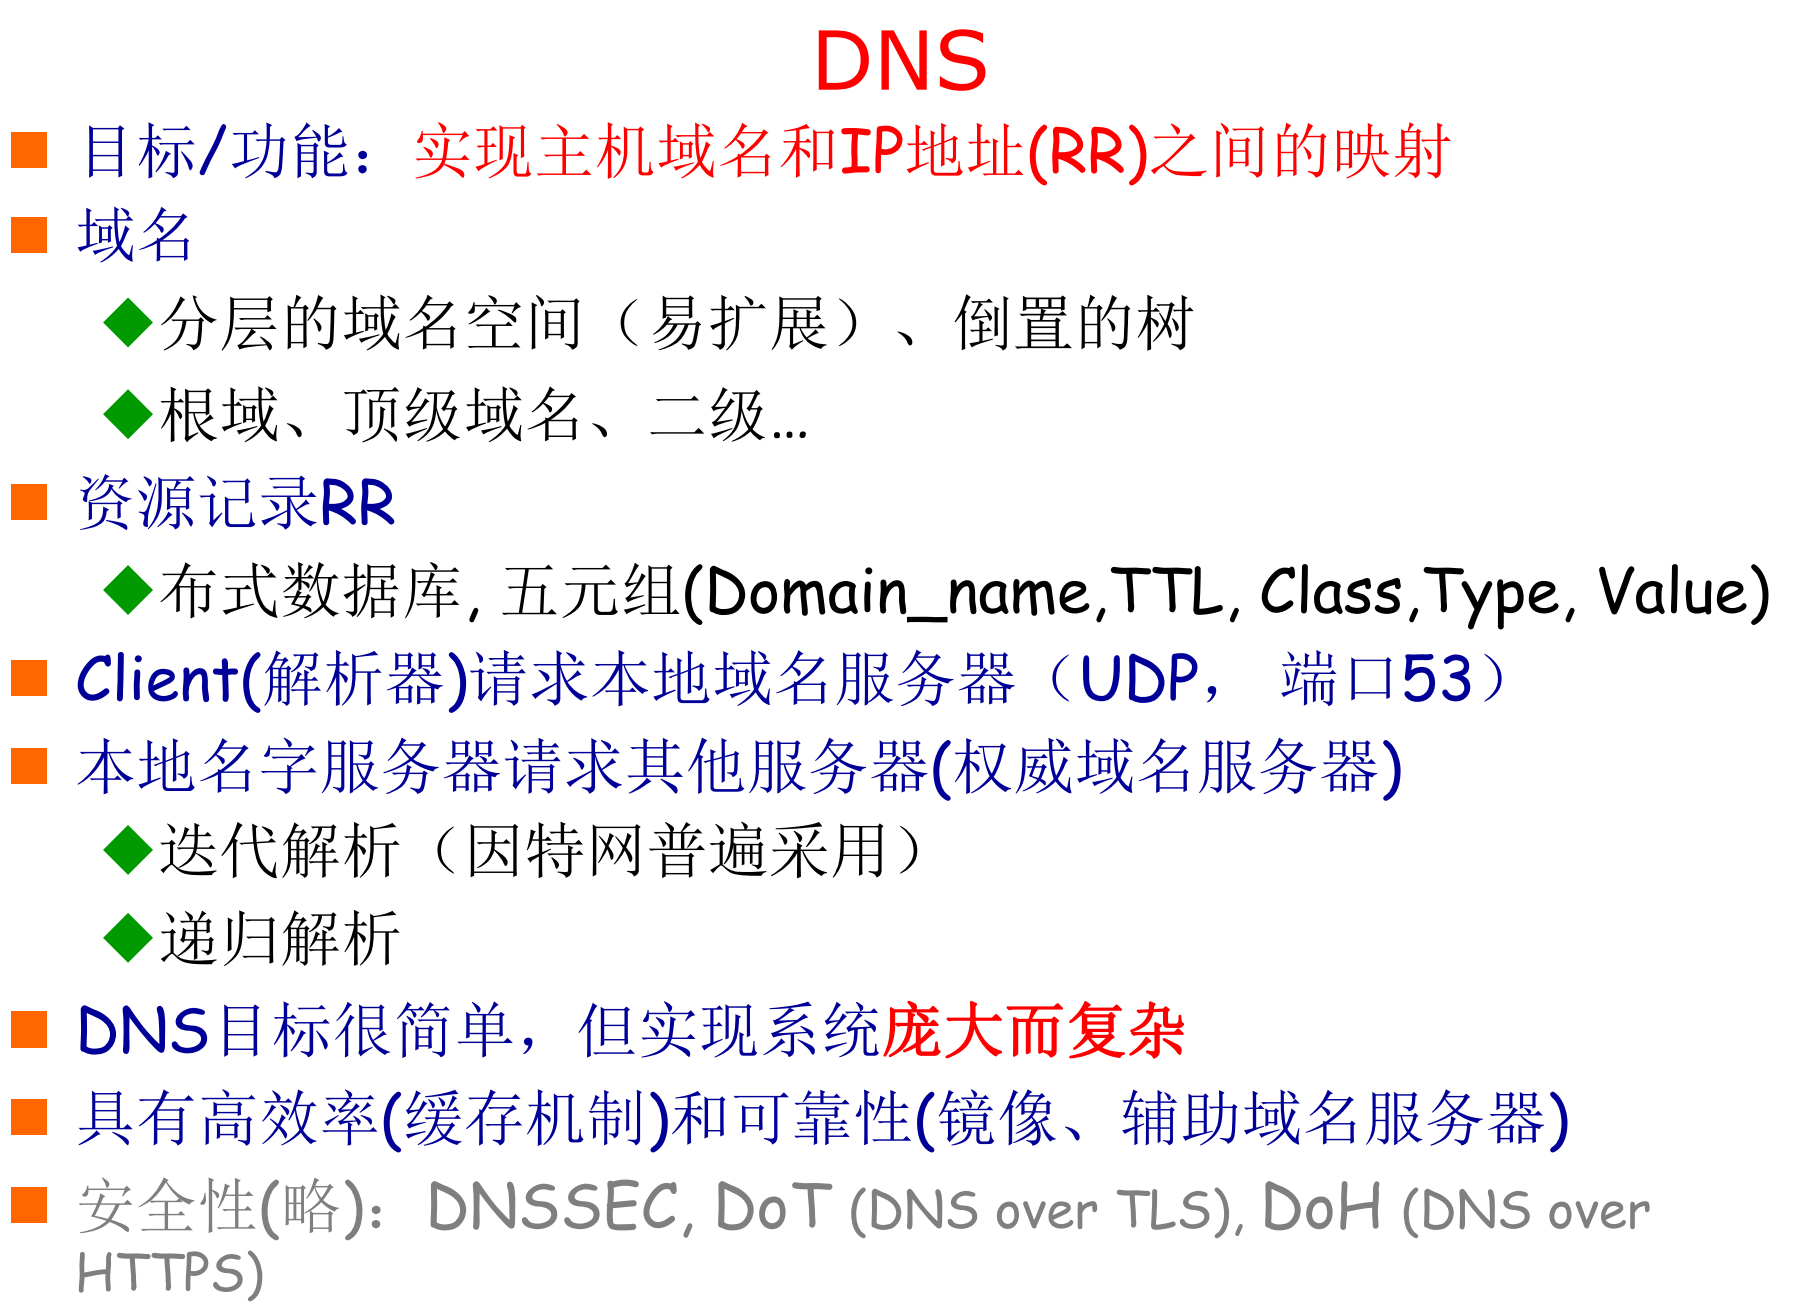 DNS
目标/功能：实现主机域名和IP地址(RR)之间的映射
域名
分层的域名空间（易扩展）、倒置的树
根域、顶级域名、二级…
资源记录RR
布式数据库, 五元组(Domain_name,TTL, Class,Type, Value)
Client(解析器)请求本地域名服务器（UDP， 端口53）
本地名字服务器请求其他服务器(权威域名服务器)
迭代解析（因特网普遍采用）
递归解析
DNS目标很简单，但实现系统庞大而复杂
具有高效率(缓存机制)和可靠性(镜像、辅助域名服务器)
安全性(略)：DNSSEC, DoT (DNS over TLS), DoH (DNS over
HTTPS)